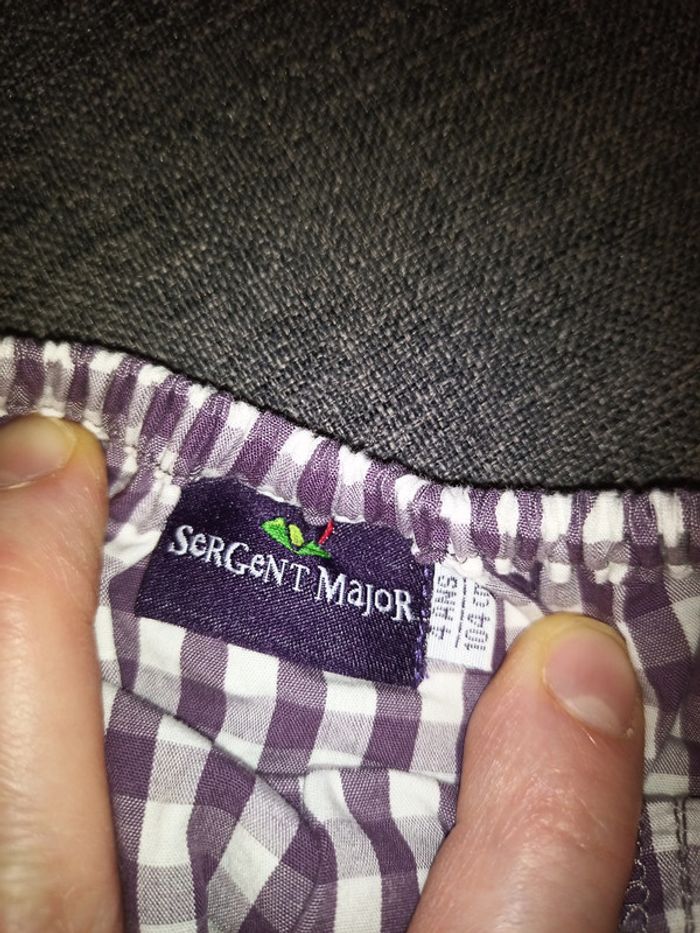 SeRGeNT MajoR
4 ANS
104 cm